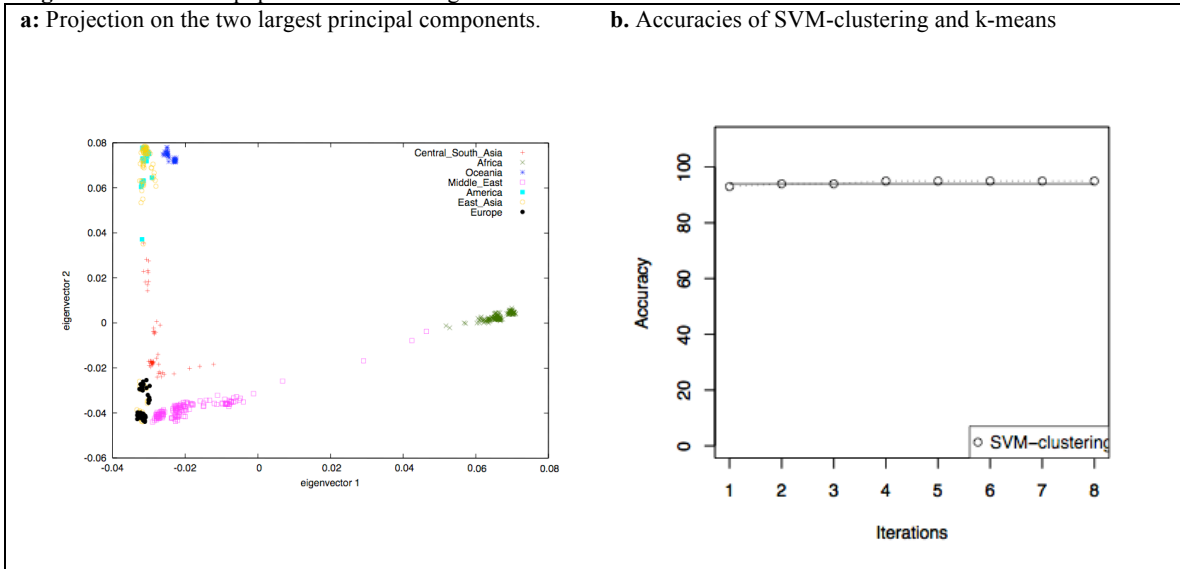 a: Projection on the two largest principal components.
b. Accuracies of SVM-clustering and k-means
0.08
0.06
0.04
0.02
0
-0.02
-0.04
-0.06
-0.04
-0.02
0
0.02
0.04
0.06
0.08
eigenvector 2
eigenvector 1
Central_South_Asia
Africa
Oceania
Middle_East
America
East_Asia
Europe
100
80
60
40
20
0
Accuracy
SVM-clustering
1 2 3 4 5 6 7 8
Iterations